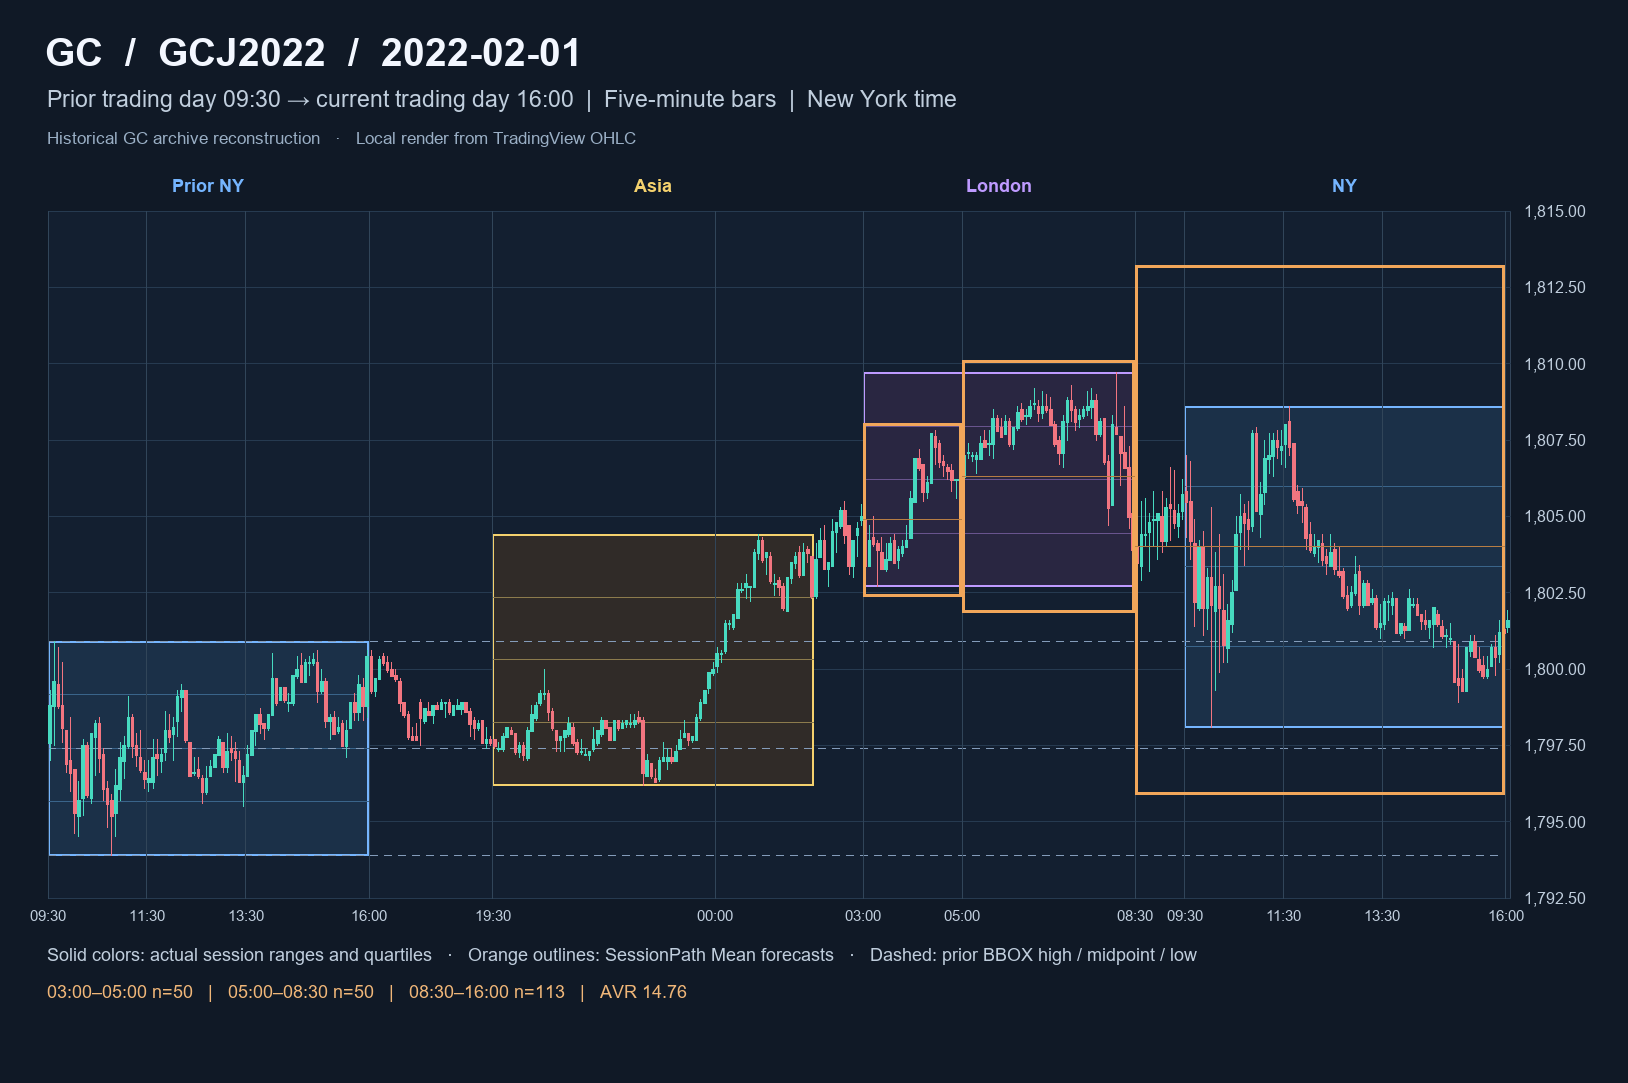 GC / GCJ2022 / 2022-02-01
Prior trading day 09:30 → current trading day 16:00 | Five-minute bars | New York time
Historical GC archive reconstruction · Local render from TradingView OHLC
Prior NY Asia London NY
1,815.00
1,812.50
1,810.00
1,807.50
1,805.00
1,802.50
1,800.00
1,797.50
1,795.00
1,792.50
09:30 11:30 13:30 16:00 19:30 00:00 03:00 05:00 08:30 09:30 11:30 13:30 16:00
Solid colors: actual session ranges and quartiles · Orange outlines: SessionPath Mean forecasts · Dashed: prior BBOX high / midpoint / low
03:00–05:00 n=50 | 05:00–08:30 n=50 | 08:30–16:00 n=113 | AVR 14.76